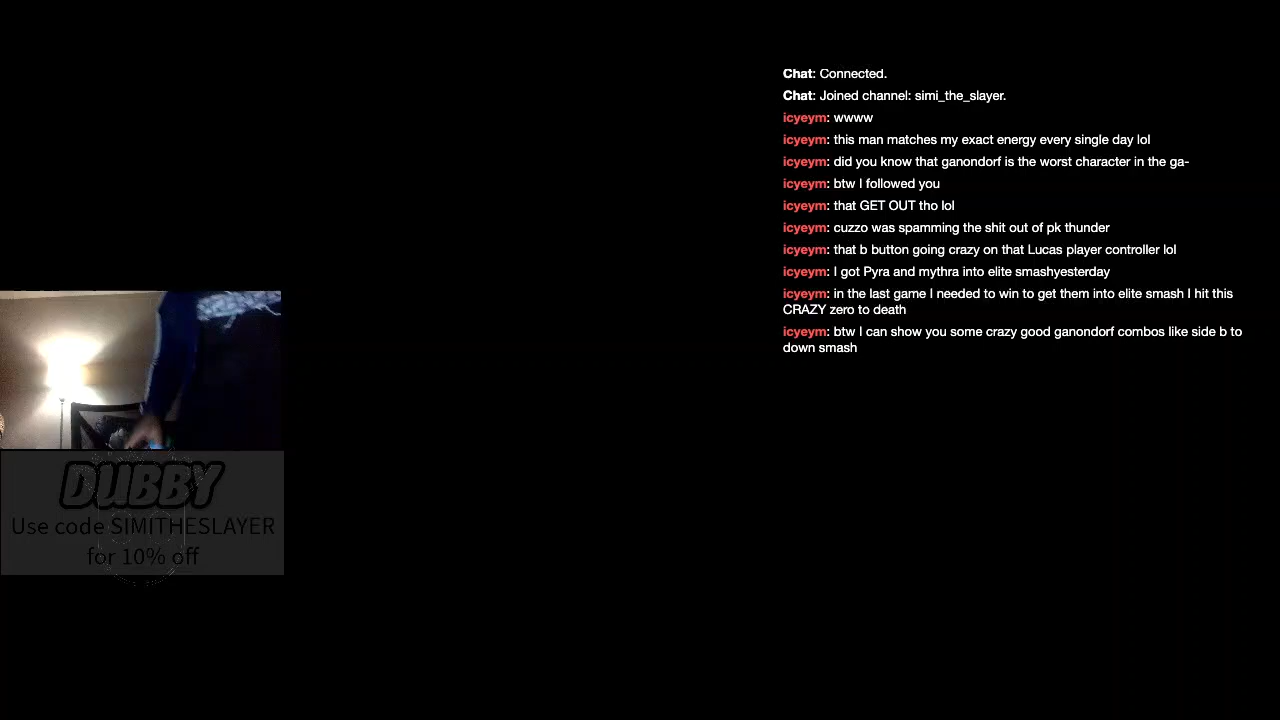 Chat: Connected.
Chat: Joined channel: simi_the_slayer.
icyeym: wwww
icyeym: this man matches my exact energy every single day lol
icyeym: did you know that ganondorf is the worst character in the ga-
icyeym: btw I followed you
icyeym: that GET OUT tho lol
icyeym: cuzzo was spamming the shit out of pk thunder
icyeym: that b button going crazy on that Lucas player controller lol
icyeym: I got Pyra and mythra into elite smashyesterday
icyeym: in the last game I needed to win to get them into elite smash I hit this
CRAZY zero to death
icyeym: btw I can show you some crazy good ganondorf combos like side b to
down smash
DUBBY
Use code SIMITHESLAYER
for 10% off